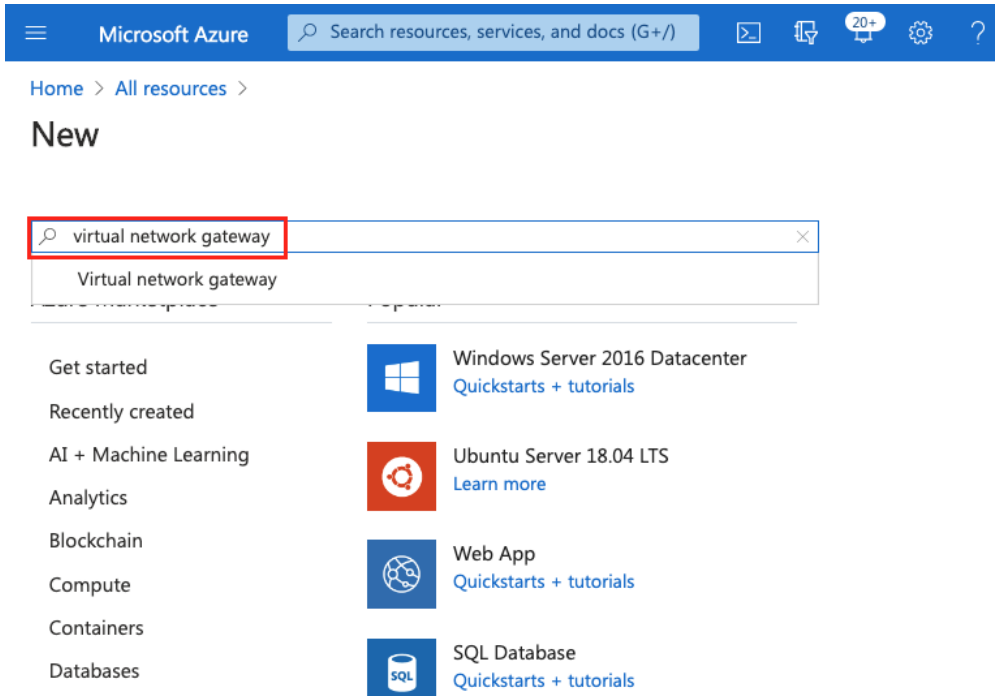 Microsoft Azure
Search resources, services, and docs (G+/)
20+
?
Home > All resources >
New
virtual network gateway
Virtual network gateway
Get started
Recently created
AI + Machine Learning
Analytics
Blockchain
Compute
Containers
Databases
Windows Server 2016 Datacenter
Quickstarts + tutorials
Ubuntu Server 18.04 LTS
Learn more
Web App
Quickstarts + tutorials
SQL
SQL Database
Quickstarts + tutorials